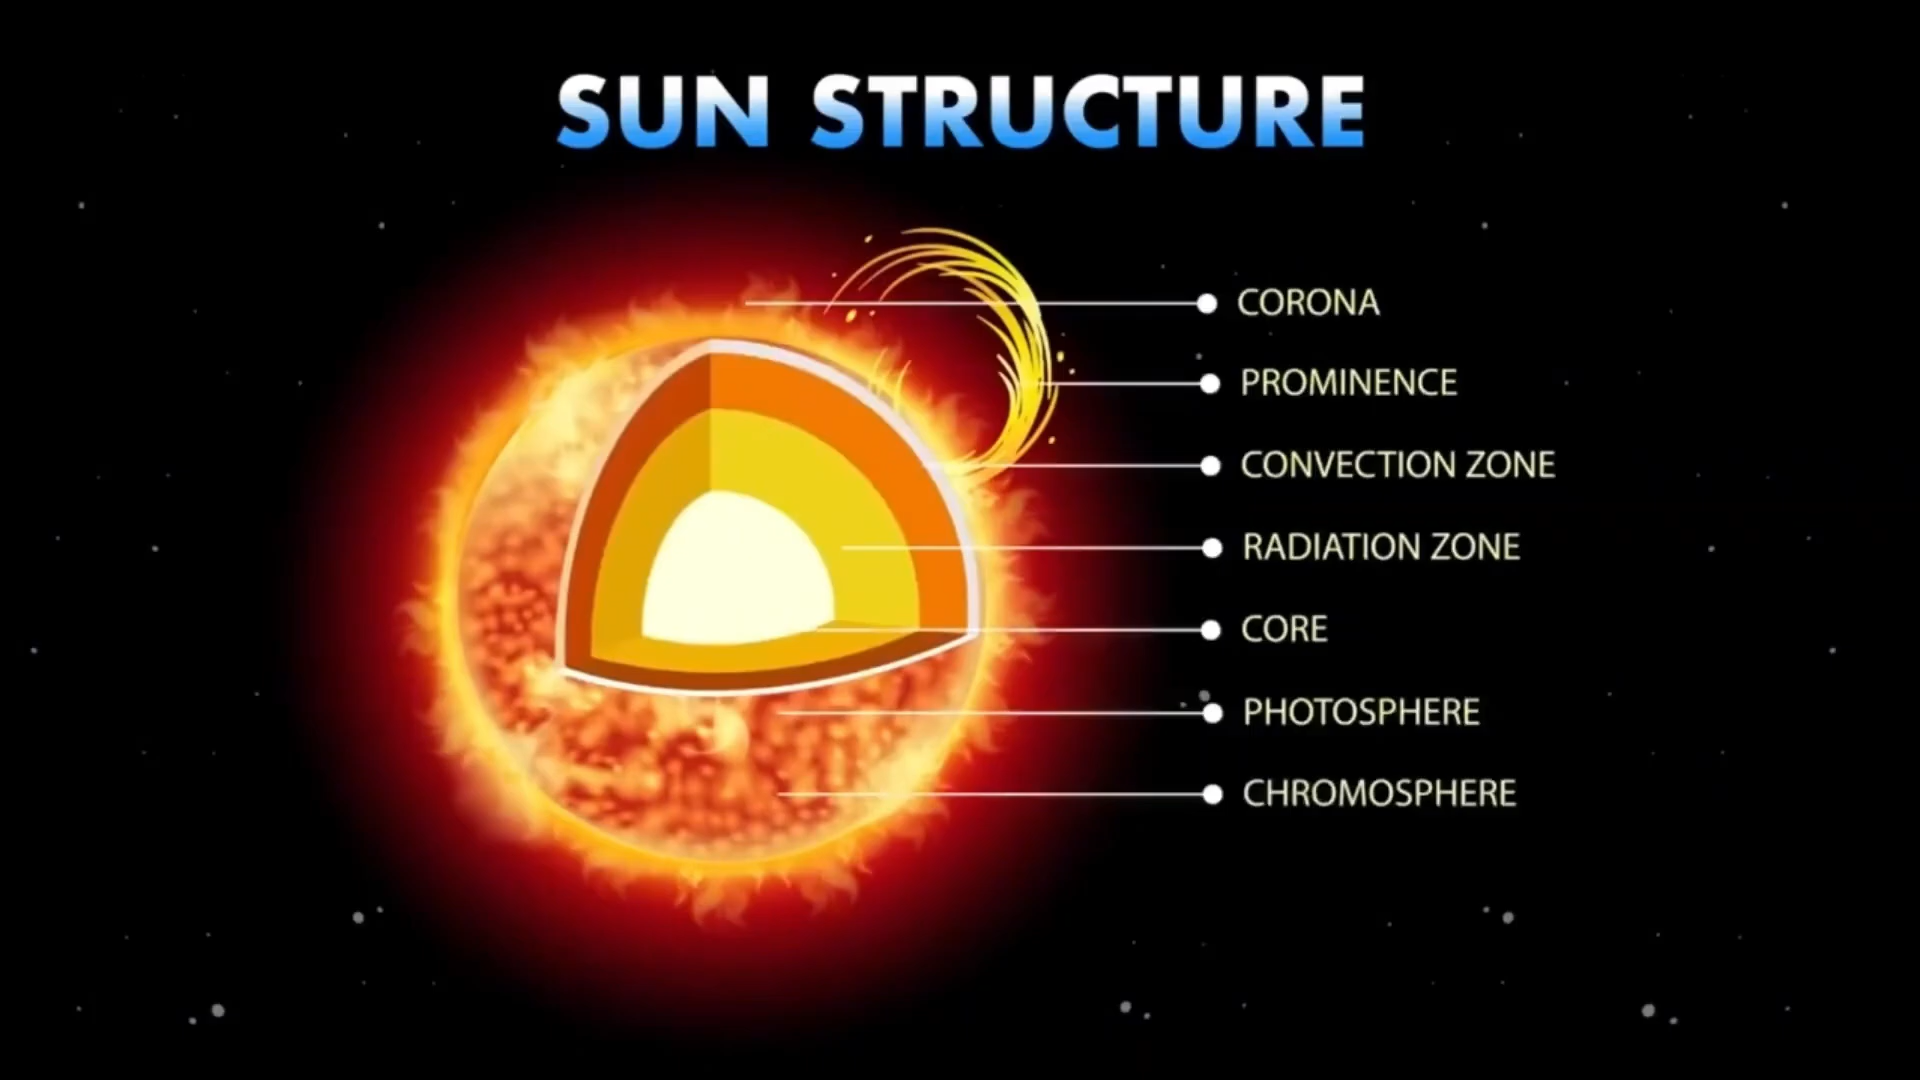 SUN STRUCTURE
CORONA
PROMINENCE
CONVECTION ZONE
RADIATION ZONE
CORE
PHOTOSPHERE
CHROMOSPHERE